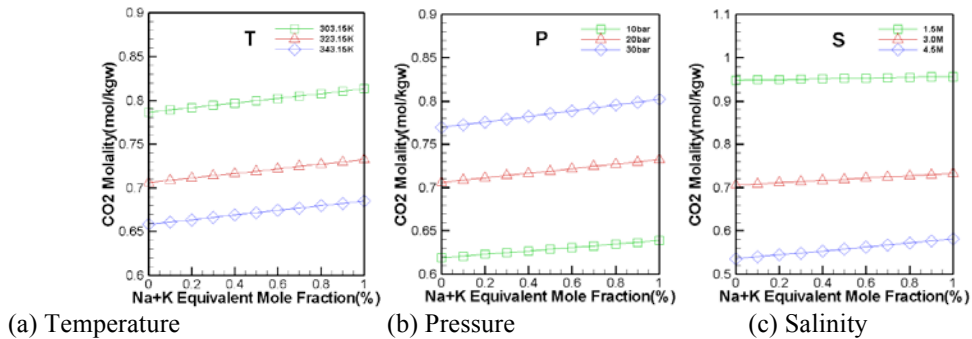 T
303.15K
323.15K
343.15K
CO2 Molality(mol/kgw)
0.9
0.85
0.8
0.75
0.7
0.65
0.6
0 0.2 0.4 0.6 0.8 1
Na+K Equivalent Mole Fraction(%)
(a) Temperature
P
10bar
20bar
30bar
CO2 Molality(mol/kgw)
0.9
0.85
0.8
0.75
0.7
0.65
0.6
0 0.2 0.4 0.6 0.8 1
Na+K Equivalent Mole Fraction(%)
(b) Pressure
S
1.5M
3.0M
4.5M
CO2 Molality(mol/kgw)
1.1
1
0.9
0.8
0.7
0.6
0.5
0 0.2 0.4 0.6 0.8 1
Na+K Equivalent Mole Fraction(%)
(c) Salinity